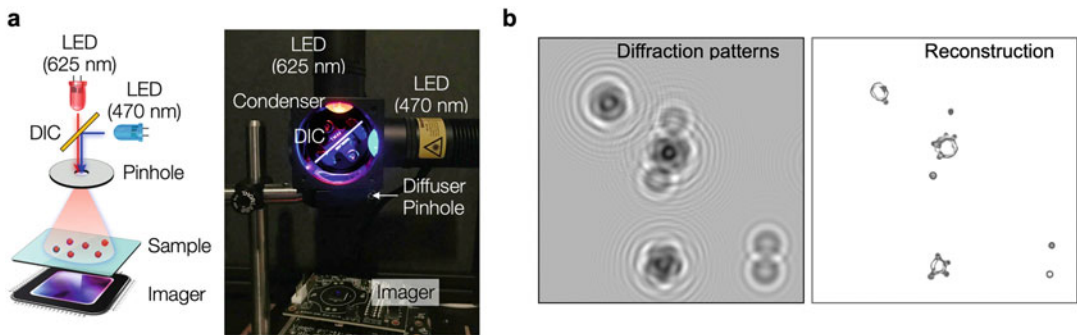 a
LED
(625 nm)
LED
(470 nm)
DIC
Pinhole
Sample
Imager
LED
(625 nm)
LED
(470 nm)
Condenser
DIC
Diffuser
Pinhole
Imager
b
Diffraction patterns
Reconstruction